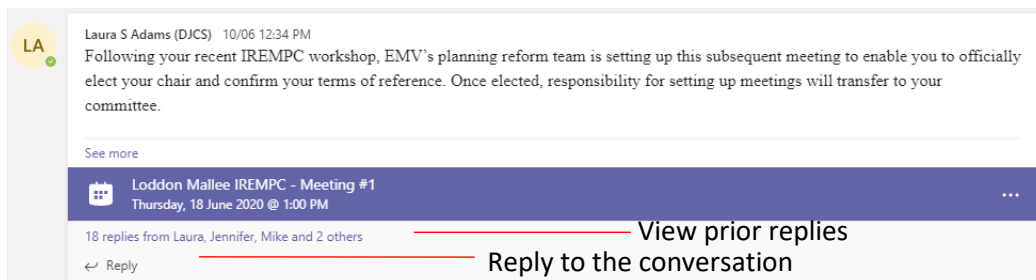 LA
Laura S Adams (DJCS) 10/06 12:34 PM
Following your recent IREMPC workshop, EMV's planning reform team is setting up this subsequent meeting to enable you to officially
elect your chair and confirm your terms of reference. Once elected, responsibility for setting up meetings will transfer to your
committee.
See more
Loddon Mallee IREMPC - Meeting #1
Thursday, 18 June 2020 @ 1:00 PM
18 replies from Laura, Jennifer, Mike and 2 others
View prior replies
Reply
Reply to the conversation